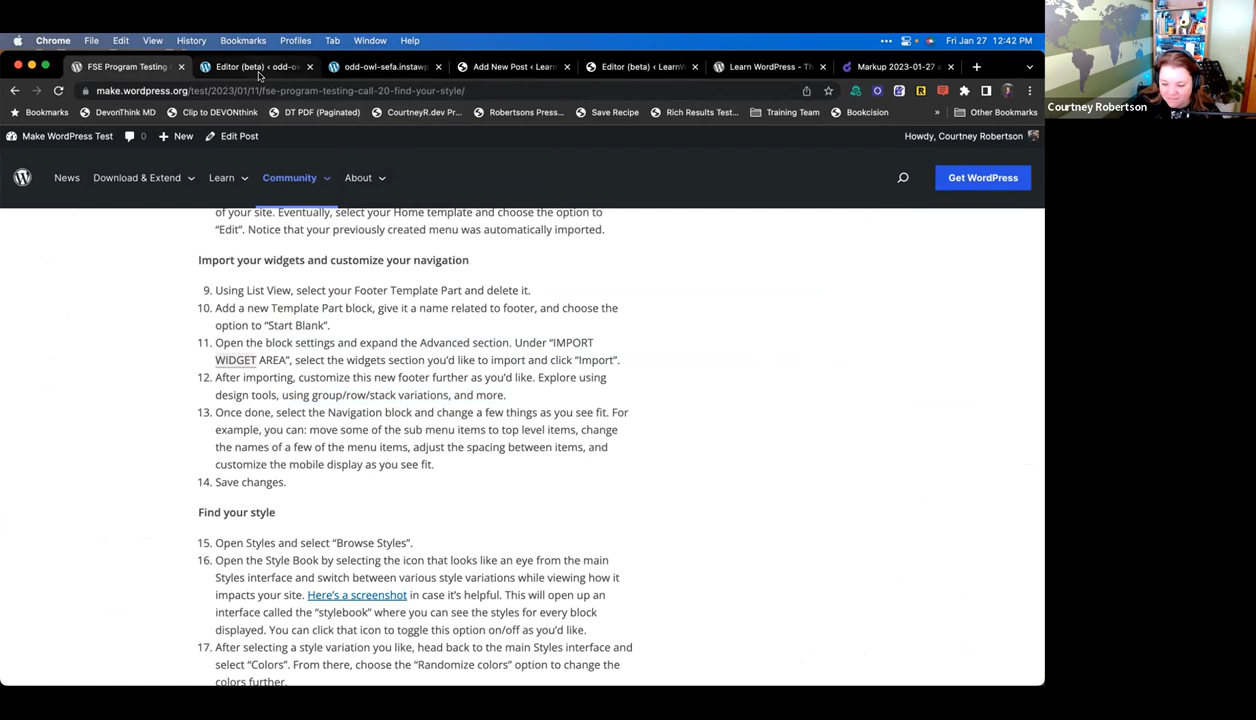 Chrome File Edit View History Bookmarks Profiles Tab Window Help
Fri Jan 27 12:42 PM
FSE Program Testing
Editor (beta) ‹ odd-ow
odd-owl-sefa.instawp
Add New Post ‹ Learn
Editor (beta) ‹ LearnW
Learn WordPress - Th
Markup 2023-01-27
make.wordpress.org/test/2023/01/11/fse-program-testing-call-20-find-your-style/
Bookmarks DevonThink MD Clip to DEVONthink DT PDF (Paginated) CourtneyR.dev Pr... Robertsons Press... Save Recipe Rich Results Test... Training Team Bookcision » Other Bookmarks
Make WordPress Test 0 + New Edit Post Howdy, Courtney Robertson
News Download & Extend Learn Community About Get WordPress
of your site. Eventually, select your Home template and choose the option to
“Edit”. Notice that your previously created menu was automatically imported.
Import your widgets and customize your navigation
9. Using List View, select your Footer Template Part and delete it.
10. Add a new Template Part block, give it a name related to footer, and choose the
option to “Start Blank”.
11. Open the block settings and expand the Advanced section. Under “IMPORT
WIDGET AREA”, select the widgets section you’d like to import and click “Import”.
12. After importing, customize this new footer further as you’d like. Explore using
design tools, using group/row/stack variations, and more.
13. Once done, select the Navigation block and change a few things as you see fit. For
example, you can: move some of the sub menu items to top level items, change
the names of a few of the menu items, adjust the spacing between items, and
customize the mobile display as you see fit.
14. Save changes.
Find your style
15. Open Styles and select “Browse Styles”.
16. Open the Style Book by selecting the icon that looks like an eye from the main
Styles interface and switch between various style variations while viewing how it
impacts your site. Here’s a screenshot in case it’s helpful. This will open up an
interface called the “stylebook” where you can see the styles for every block
displayed. You can click that icon to toggle this option on/off as you’d like.
17. After selecting a style variation you like, head back to the main Styles interface and
select “Colors”. From there, choose the “Randomize colors” option to change the
colors further.
Courtney Robertson